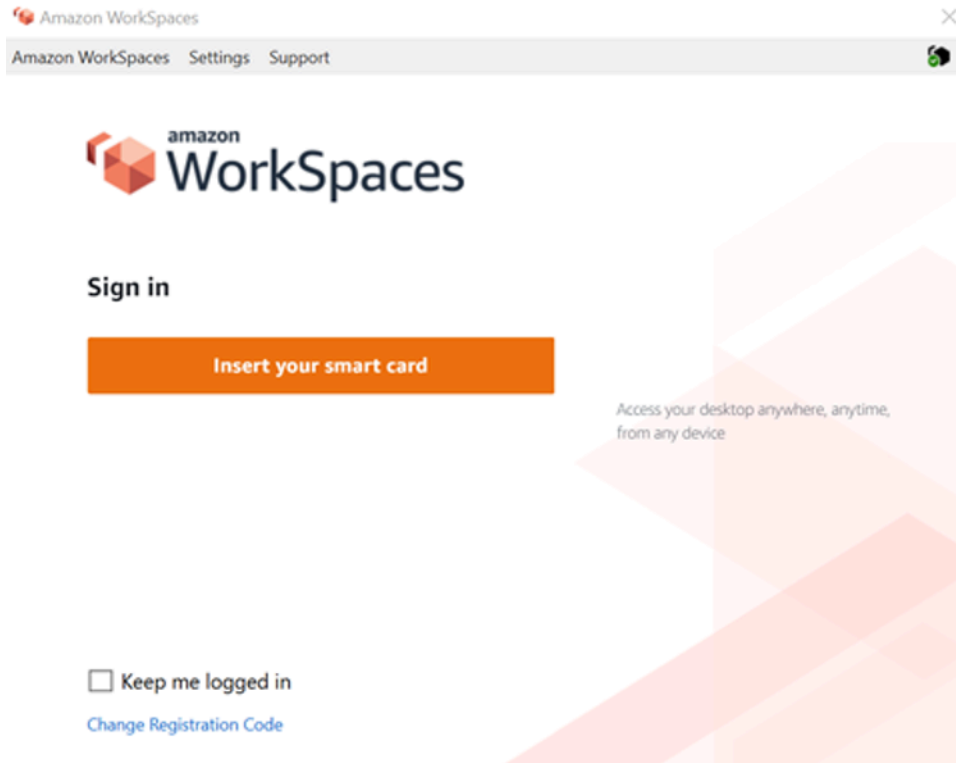 Amazon WorkSpaces
Amazon WorkSpaces Settings Support
amazon
WorkSpaces
Sign in
Insert your smart card
Access your desktop anywhere, anytime,
from any device
Keep me logged in
Change Registration Code